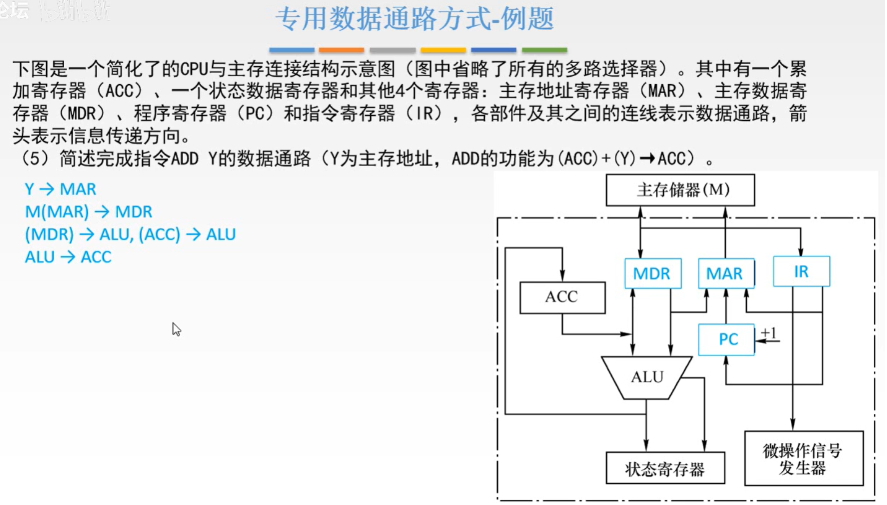 专用数据通路方式-例题
下图是一个简化了的CPU与主存连接结构示意图（图中省略了所有的多路选择器）。其中有一个累
加寄存器（ACC）、一个状态数据寄存器和其他4个寄存器：主存地址寄存器（MAR）、主存数据寄
存器（MDR）、程序寄存器（PC）和指令寄存器（IR），各部件及其之间的连线表示数据通路，箭
头表示信息传递方向。
（5）简述完成指令ADD Y的数据通路（Y为主存地址，ADD的功能为(ACC)+(Y)→ACC）。
Y → MAR
M(MAR) → MDR
(MDR) → ALU, (ACC) → ALU
ALU → ACC
主存储器(M)
MDR
MAR
IR
ACC
PC
+1
ALU
状态寄存器
微操作信号
发生器